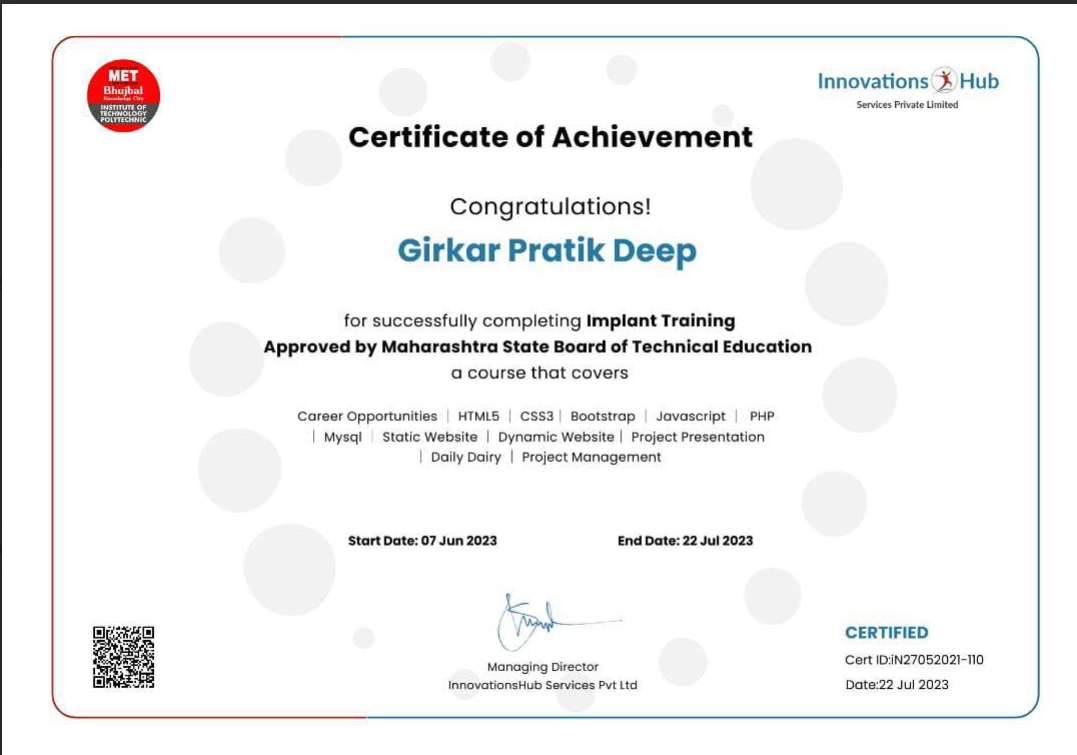 MET
Bhujbal
Knowledge City
INSTITUTE OF
TECHNOLOGY
POLYTECHNIC
Innovations Hub
Services Private Limited
Certificate of Achievement
Congratulations!
Girkar Pratik Deep
for successfully completing Implant Training
Approved by Maharashtra State Board of Technical Education
a course that covers
Career Opportunities | HTML5 | CSS3 | Bootstrap | Javascript | PHP
| Mysql | Static Website | Dynamic Website | Project Presentation
| Daily Dairy | Project Management
Start Date: 07 Jun 2023 End Date: 22 Jul 2023
Managing Director
InnovationsHub Services Pvt Ltd
CERTIFIED
Cert ID:iN27052021-110
Date:22 Jul 2023